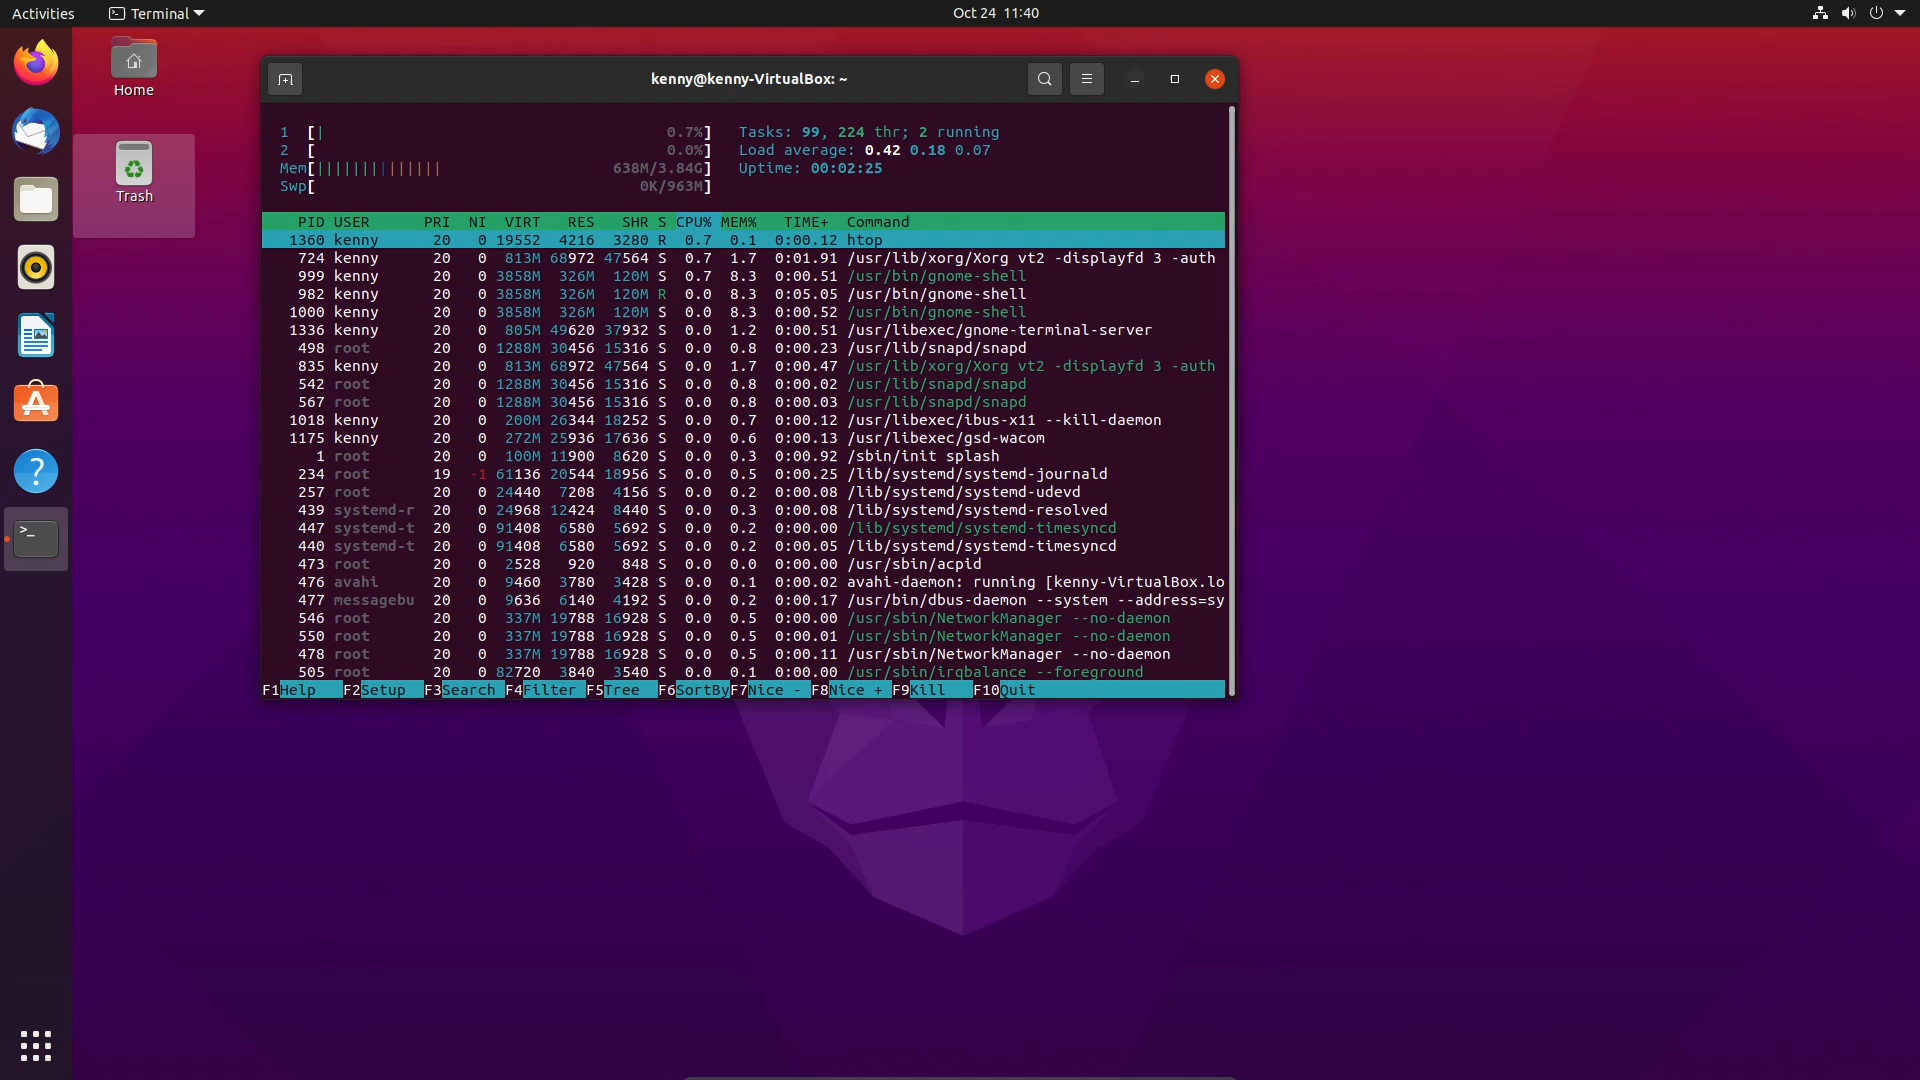 Activities Terminal Oct 24 11:40
Home
Trash
kenny@kenny-VirtualBox: ~
1 [| 0.7%] Tasks: 99, 224 thr; 2 running
2 [ 0.0%] Load average: 0.42 0.18 0.07
Mem[|||||||||||||| 638M/3.84G] Uptime: 00:02:25
Swp[ 0K/963M]
PID USER PRI NI VIRT RES SHR S CPU% MEM% TIME+ Command
1360 kenny 20 0 19552 4216 3280 R 0.7 0.1 0:00.12 htop
724 kenny 20 0 813M 68972 47564 S 0.7 1.7 0:01.91 /usr/lib/xorg/Xorg vt2 -displayfd 3 -auth
999 kenny 20 0 3858M 326M 120M S 0.7 8.3 0:00.51 /usr/bin/gnome-shell
982 kenny 20 0 3858M 326M 120M R 0.0 8.3 0:05.05 /usr/bin/gnome-shell
1000 kenny 20 0 3858M 326M 120M S 0.0 8.3 0:00.52 /usr/bin/gnome-shell
1336 kenny 20 0 805M 49620 37932 S 0.0 1.2 0:00.51 /usr/libexec/gnome-terminal-server
498 root 20 0 1288M 30456 15316 S 0.0 0.8 0:00.23 /usr/lib/snapd/snapd
835 kenny 20 0 813M 68972 47564 S 0.0 1.7 0:00.47 /usr/lib/xorg/Xorg vt2 -displayfd 3 -auth
542 root 20 0 1288M 30456 15316 S 0.0 0.8 0:00.02 /usr/lib/snapd/snapd
567 root 20 0 1288M 30456 15316 S 0.0 0.8 0:00.03 /usr/lib/snapd/snapd
1018 kenny 20 0 200M 26344 18252 S 0.0 0.7 0:00.12 /usr/libexec/ibus-x11 --kill-daemon
1175 kenny 20 0 272M 25936 17636 S 0.0 0.6 0:00.13 /usr/libexec/gsd-wacom
1 root 20 0 100M 11900 8620 S 0.0 0.3 0:00.92 /sbin/init splash
234 root 19 -1 61136 20544 18956 S 0.0 0.5 0:00.25 /lib/systemd/systemd-journald
257 root 20 0 24440 7208 4156 S 0.0 0.2 0:00.08 /lib/systemd/systemd-udevd
439 systemd-r 20 0 24968 12424 8440 S 0.0 0.3 0:00.08 /lib/systemd/systemd-resolved
447 systemd-t 20 0 91408 6580 5692 S 0.0 0.2 0:00.00 /lib/systemd/systemd-timesyncd
440 systemd-t 20 0 91408 6580 5692 S 0.0 0.2 0:00.05 /lib/systemd/systemd-timesyncd
473 root 20 0 2528 920 848 S 0.0 0.0 0:00.00 /usr/sbin/acpid
476 avahi 20 0 9460 3780 3428 S 0.0 0.1 0:00.02 avahi-daemon: running [kenny-VirtualBox.lo
477 messagebu 20 0 9636 6140 4192 S 0.0 0.2 0:00.17 /usr/bin/dbus-daemon --system --address=sy
546 root 20 0 337M 19788 16928 S 0.0 0.5 0:00.00 /usr/sbin/NetworkManager --no-daemon
550 root 20 0 337M 19788 16928 S 0.0 0.5 0:00.01 /usr/sbin/NetworkManager --no-daemon
478 root 20 0 337M 19788 16928 S 0.0 0.5 0:00.11 /usr/sbin/NetworkManager --no-daemon
505 root 20 0 82720 3840 3540 S 0.0 0.1 0:00.00 /usr/sbin/irqbalance --foreground
F1Help F2Setup F3Search F4Filter F5Tree F6SortBy F7Nice - F8Nice + F9Kill F10Quit